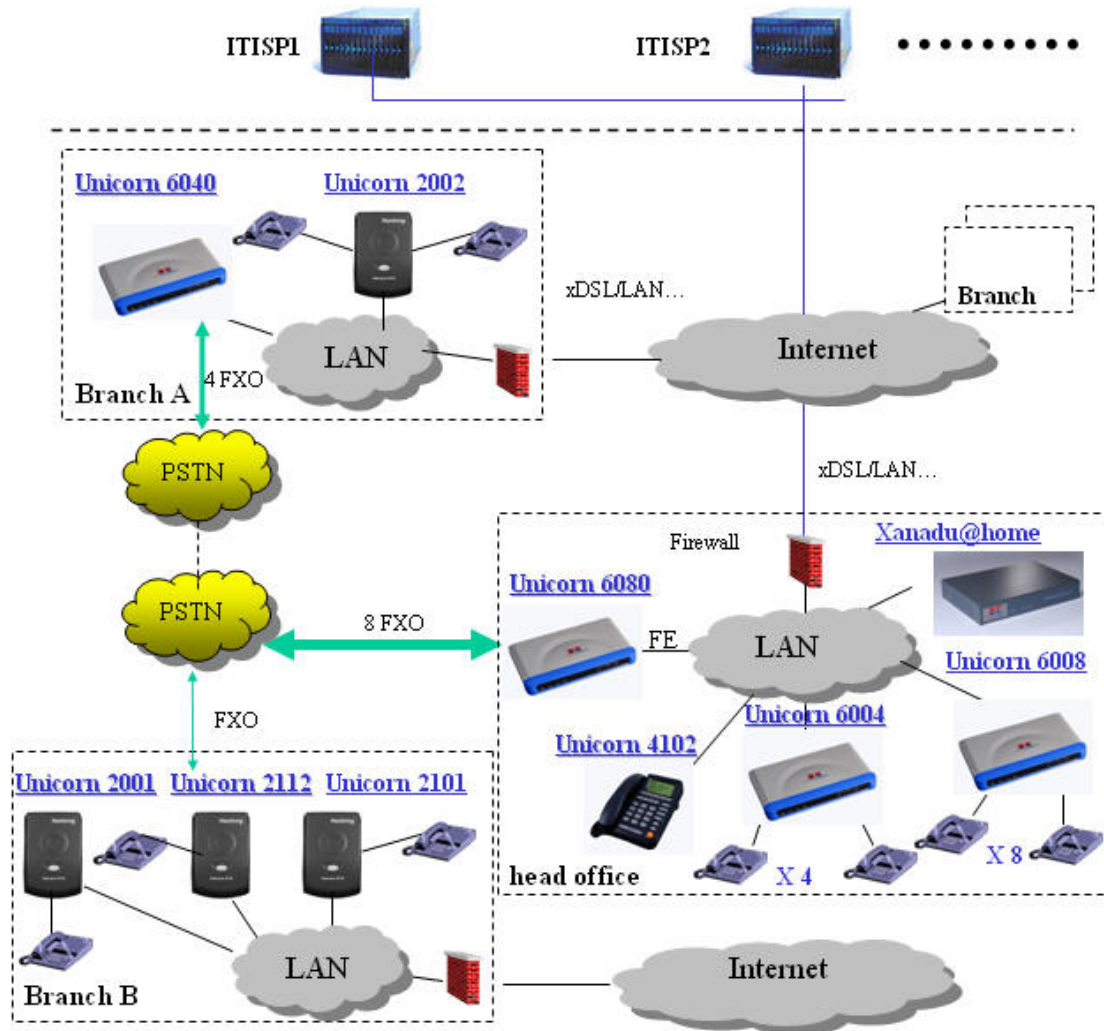 ITISP1
ITISP2
Unicorn 6040
Unicorn 2002
xDSL/LAN…
Branch
LAN
Internet
4 FXO
Branch A
PSTN
xDSL/LAN…
Firewall
Xanadu@home
PSTN
Unicorn 6080
8 FXO
FE
LAN
Unicorn 6008
FXO
Unicorn 6004
Unicorn 4102
Unicorn 2001
Unicorn 2112
Unicorn 2101
X 4
X 8
head office
LAN
Internet
Branch B